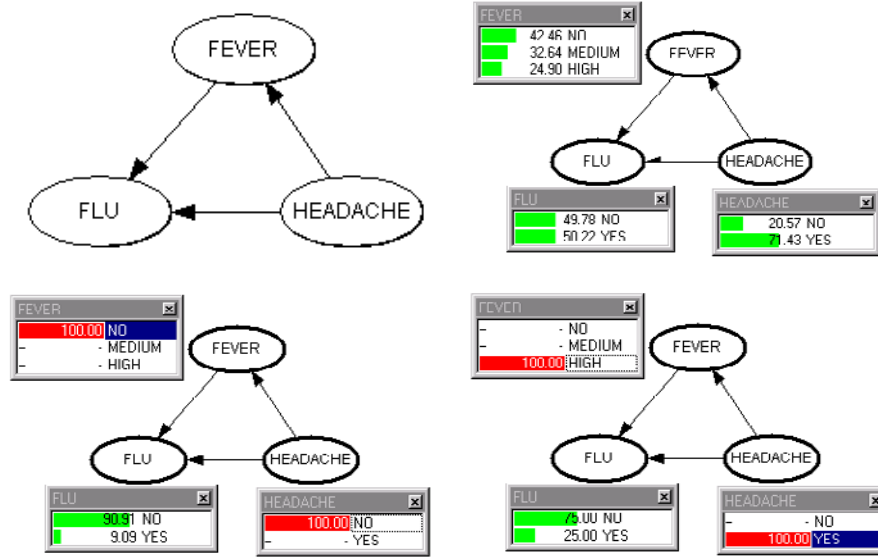 FEVER
FLU
HEADACHE
FEVER
42.46 NO
32.64 MEDIUM
24.90 HIGH
FEVER
FLU
HEADACHE
FLU
49.78 NO
50.22 YES
HEADACHE
20.57 NO
71.43 YES
FEVER
100.00 NO
- - MEDIUM
- - HIGH
FEVER
FLU
HEADACHE
FLU
90.91 NO
9.09 YES
HEADACHE
100.00 NO
- - YES
FEVER
- - NO
- - MEDIUM
100.00 HIGH
FEVER
FLU
HEADACHE
FLU
75.00 NO
25.00 YES
HEADACHE
- - NO
100.00 YES